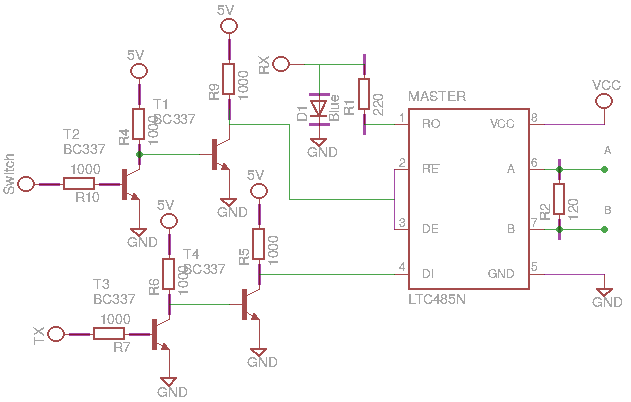 5V
5V
RX
VCC
MASTER
T1
BC337
R4
1000
R9
1000
D1
Blue
R1
220
1
RO
VCC
8
T2
BC337
GND
2
RE
A
6
A
Switch
1000
R10
5V
GND
R2
120
3
DE
B
7
B
GND
5V
T4
BC337
R5
1000
4
DI
GND
5
R6
1000
T3
BC337
LTC485N
GND
TX
1000
R7
GND
GND